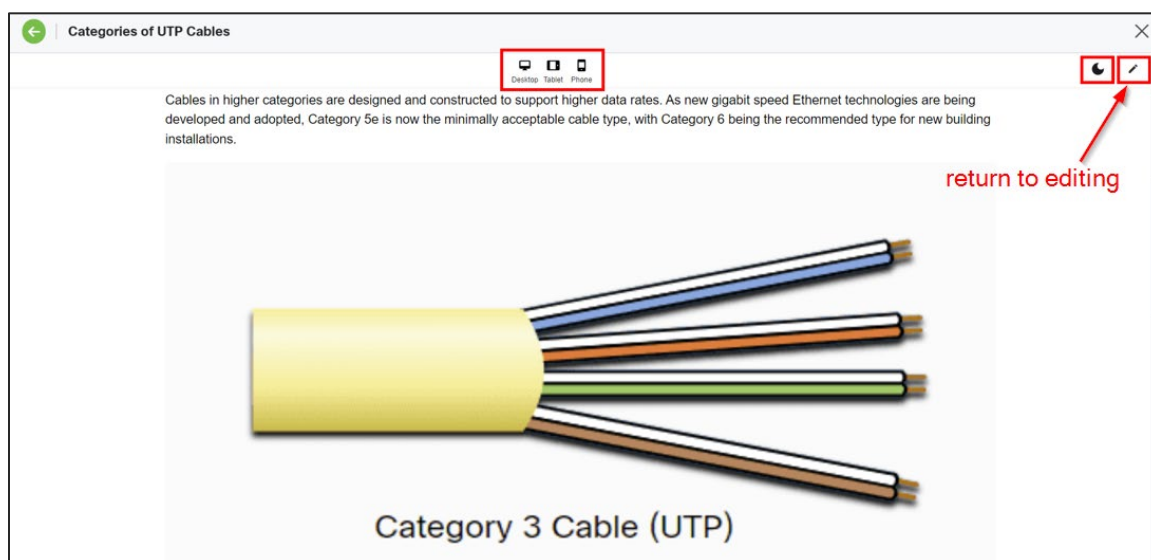 Categories of UTP Cables
Desktop Tablet Phone
Cables in higher categories are designed and constructed to support higher data rates. As new gigabit speed Ethernet technologies are being
developed and adopted, Category 5e is now the minimally acceptable cable type, with Category 6 being the recommended type for new building
installations.
return to editing
Category 3 Cable (UTP)